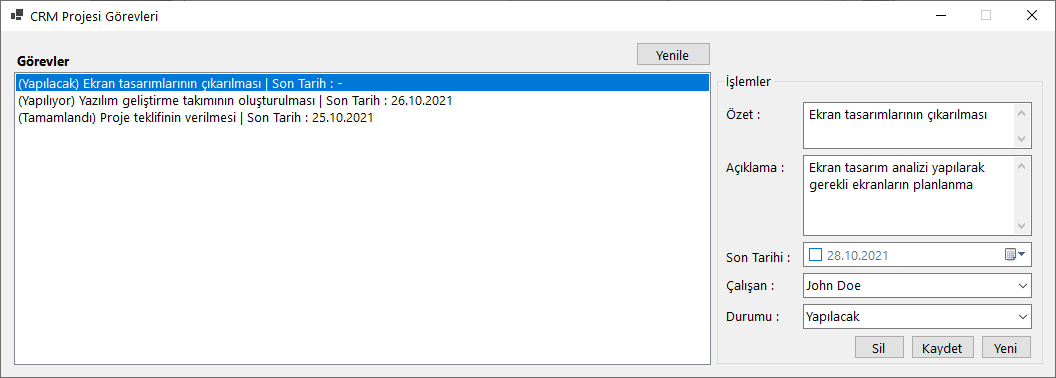 CRM Projesi Görevleri
Görevler
Yenile
(Yapılacak) Ekran tasarımlarının çıkarılması | Son Tarih : -
(Yapılıyor) Yazılım geliştirme takımının oluşturulması | Son Tarih : 26.10.2021
(Tamamlandı) Proje teklifinin verilmesi | Son Tarih : 25.10.2021
İşlemler
Özet :
Ekran tasarımlarının çıkarılması
Açıklama :
Ekran tasarım analizi yapılarak
gerekli ekranların planlanma
Son Tarihi :
28.10.2021
Çalışan :
John Doe
Durumu :
Yapılacak
Sil
Kaydet
Yeni